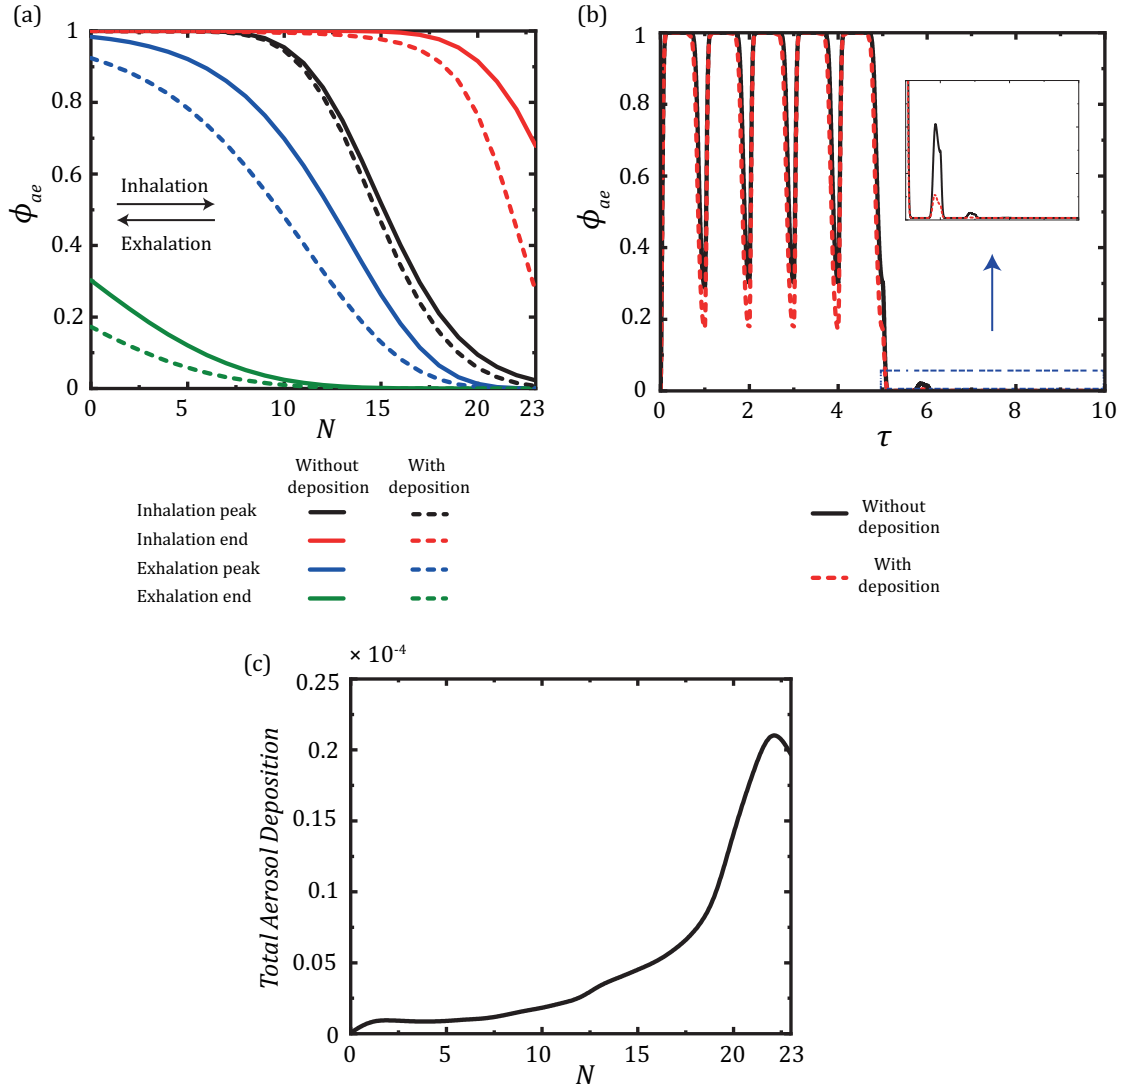 (a)
1
0.8
0.6
0.4
0.2
0
ϕae
Inhalation
Exhalation
0 5 10 15 20 23
N
Without deposition
With deposition
Inhalation peak
Inhalation end
Exhalation peak
Exhalation end
(b)
1
0.8
0.6
0.4
0.2
0
ϕae
0 2 4 6 8 10
τ
Without
deposition
With
deposition
(c)
× 10-4
0.25
0.2
0.15
0.1
0.05
0
Total Aerosol Deposition
0 5 10 15 20 23
N